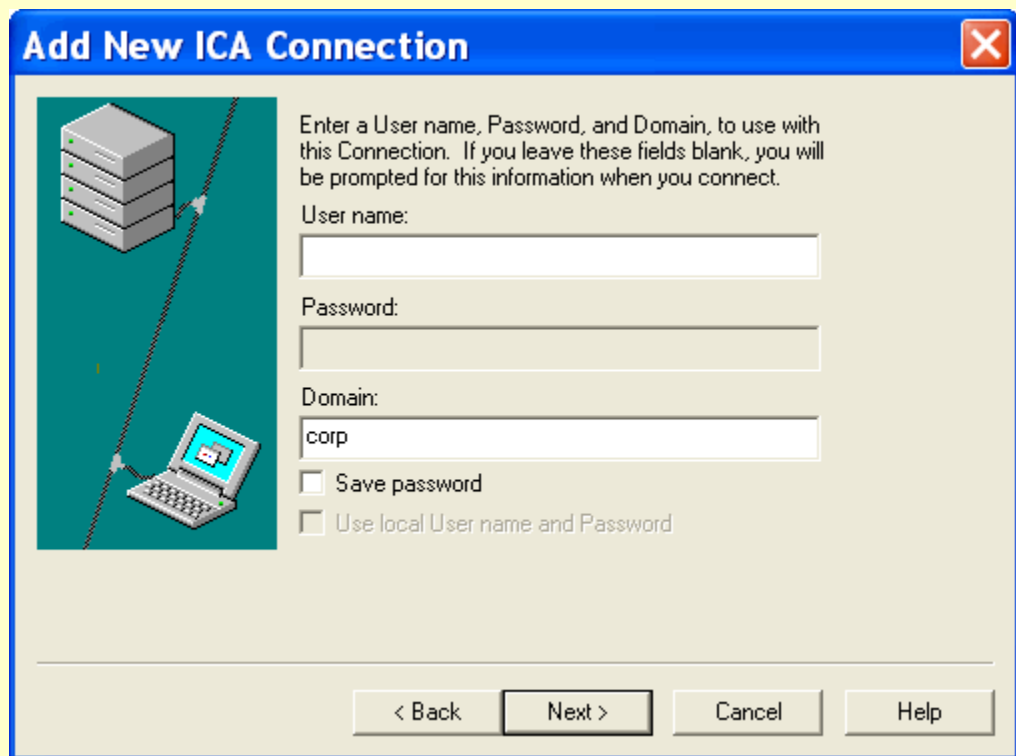 Add New ICA Connection
Enter a User name, Password, and Domain, to use with
this Connection.  If you leave these fields blank, you will
be prompted for this information when you connect.
User name:
Password:
Domain:
corp
Save password
Use local User name and Password
< Back Next > Cancel Help